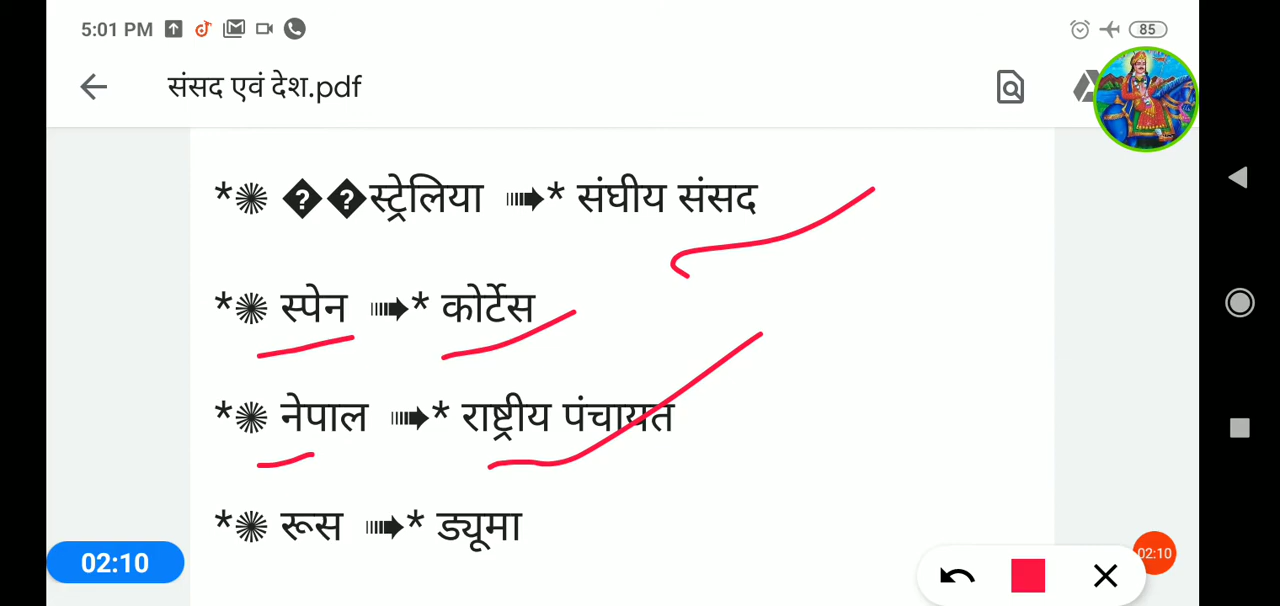 5:01 PM
85
संसद एवं देश.pdf
*✺ ��स्ट्रेलिया ➠* संघीय संसद
*✺ स्पेन ➠* कोर्टेस
*✺ नेपाल ➠* राष्ट्रीय पंचायत
*✺ रूस ➠* ड्यूमा
02:10
02:10